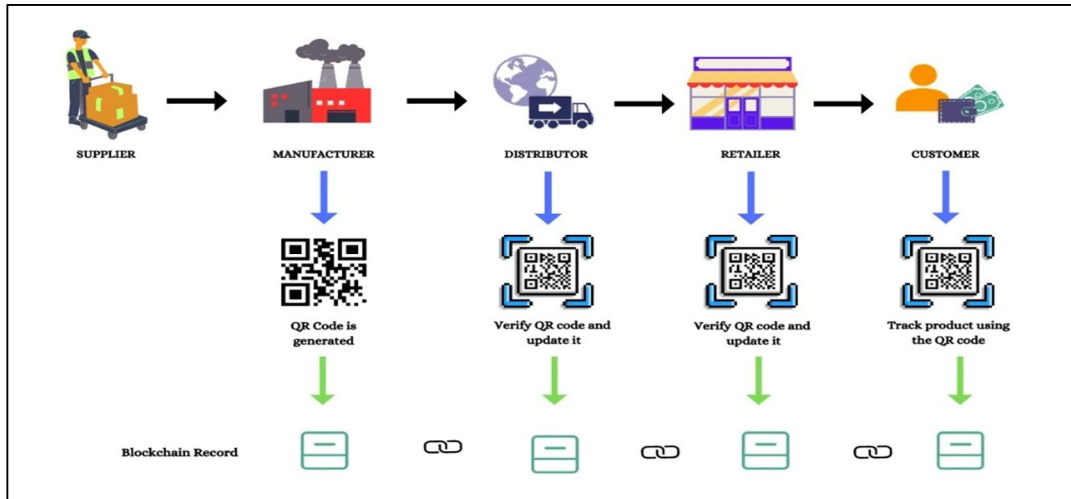 SUPPLIER
MANUFACTURER
DISTRIBUTOR
RETAILER
CUSTOMER
QR Code is
generated
Verify QR code and
update it
Verify QR code and
update it
Track product using
the QR code
Blockchain Record